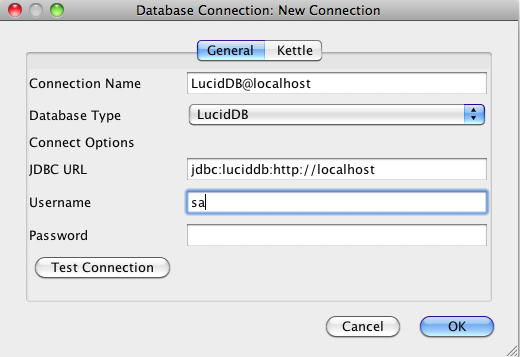 Database Connection: New Connection
General Kettle
Connection Name LucidDB@localhost
Database Type LucidDB
Connect Options
JDBC URL jdbc:luciddb:http://localhost
Username sa
Password
Test Connection
Cancel OK